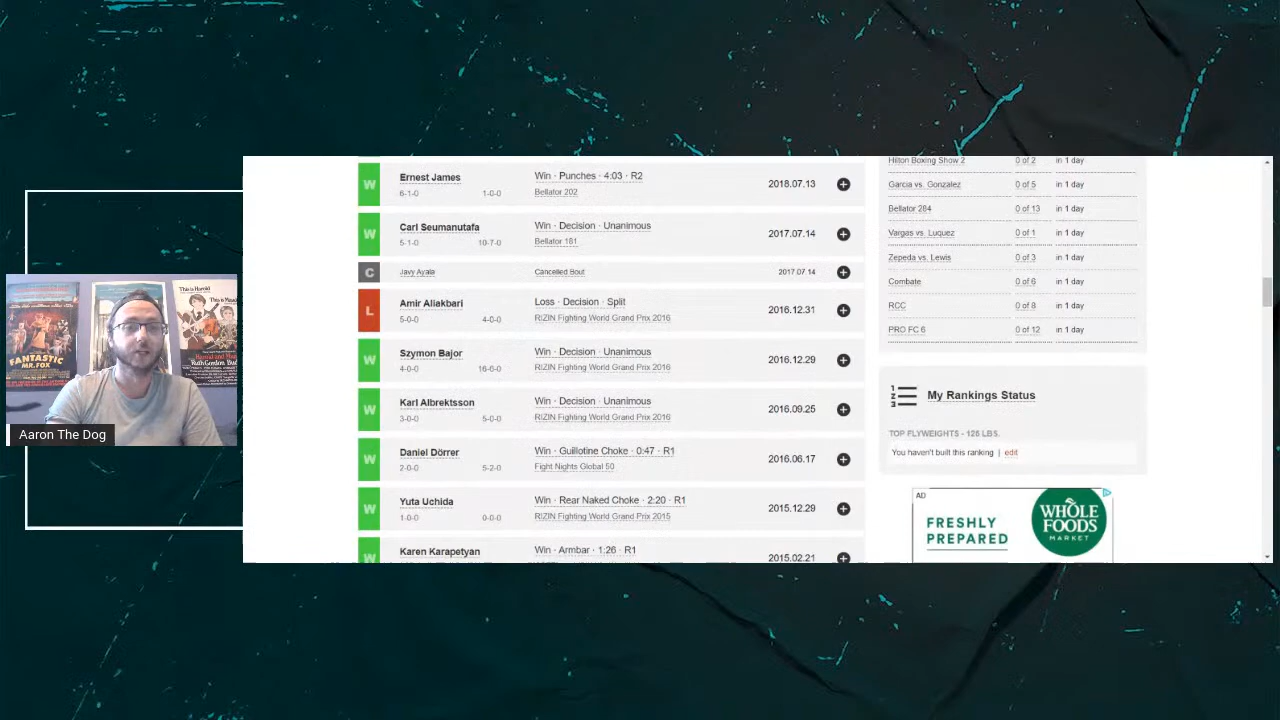 W
Ernest James
Win · Punches · 4:03 · R2
6-1-0
1-0-0
Bellator 202
2018.07.13
W
Carl Seumanutafa
Win · Decision · Unanimous
5-1-0
10-7-0
Bellator 181
2017.07.14
C
Javy Ayala
Cancelled Bout
2017.07.14
L
Amir Aliakbari
Loss · Decision · Split
5-0-0
4-0-0
RIZIN Fighting World Grand Prix 2016
2016.12.31
W
Szymon Bajor
Win · Decision · Unanimous
4-0-0
16-6-0
RIZIN Fighting World Grand Prix 2016
2016.12.29
W
Karl Albrektsson
Win · Decision · Unanimous
3-0-0
5-0-0
RIZIN Fighting World Grand Prix 2016
2016.09.25
W
Daniel Dörrer
Win · Guillotine Choke · 0:47 · R1
2-0-0
5-2-0
Fight Nights Global 50
2016.06.17
W
Yuta Uchida
Win · Rear Naked Choke · 2:20 · R1
1-0-0
0-0-0
RIZIN Fighting World Grand Prix 2015
2015.12.29
W
Karen Karapetyan
Win · Armbar · 1:26 · R1
2015.02.21
Hilton Boxing Show 2 0 of 2 in 1 day
Garcia vs. Gonzalez 0 of 5 in 1 day
Bellator 284 0 of 13 in 1 day
Vargas vs. Luquez 0 of 1 in 1 day
Zepeda vs. Lewis 0 of 3 in 1 day
Combate 0 of 6 in 1 day
RCC 0 of 8 in 1 day
PRO FC 6 0 of 12 in 1 day
My Rankings Status
TOP FLYWEIGHTS - 125 LBS.
You haven't built this ranking | edit
AD
FRESHLY
PREPARED
WHOLE
FOODS
MARKET
FANTASTIC
MR. FOX
This is Harold
This is Maude
Aaron The Dog